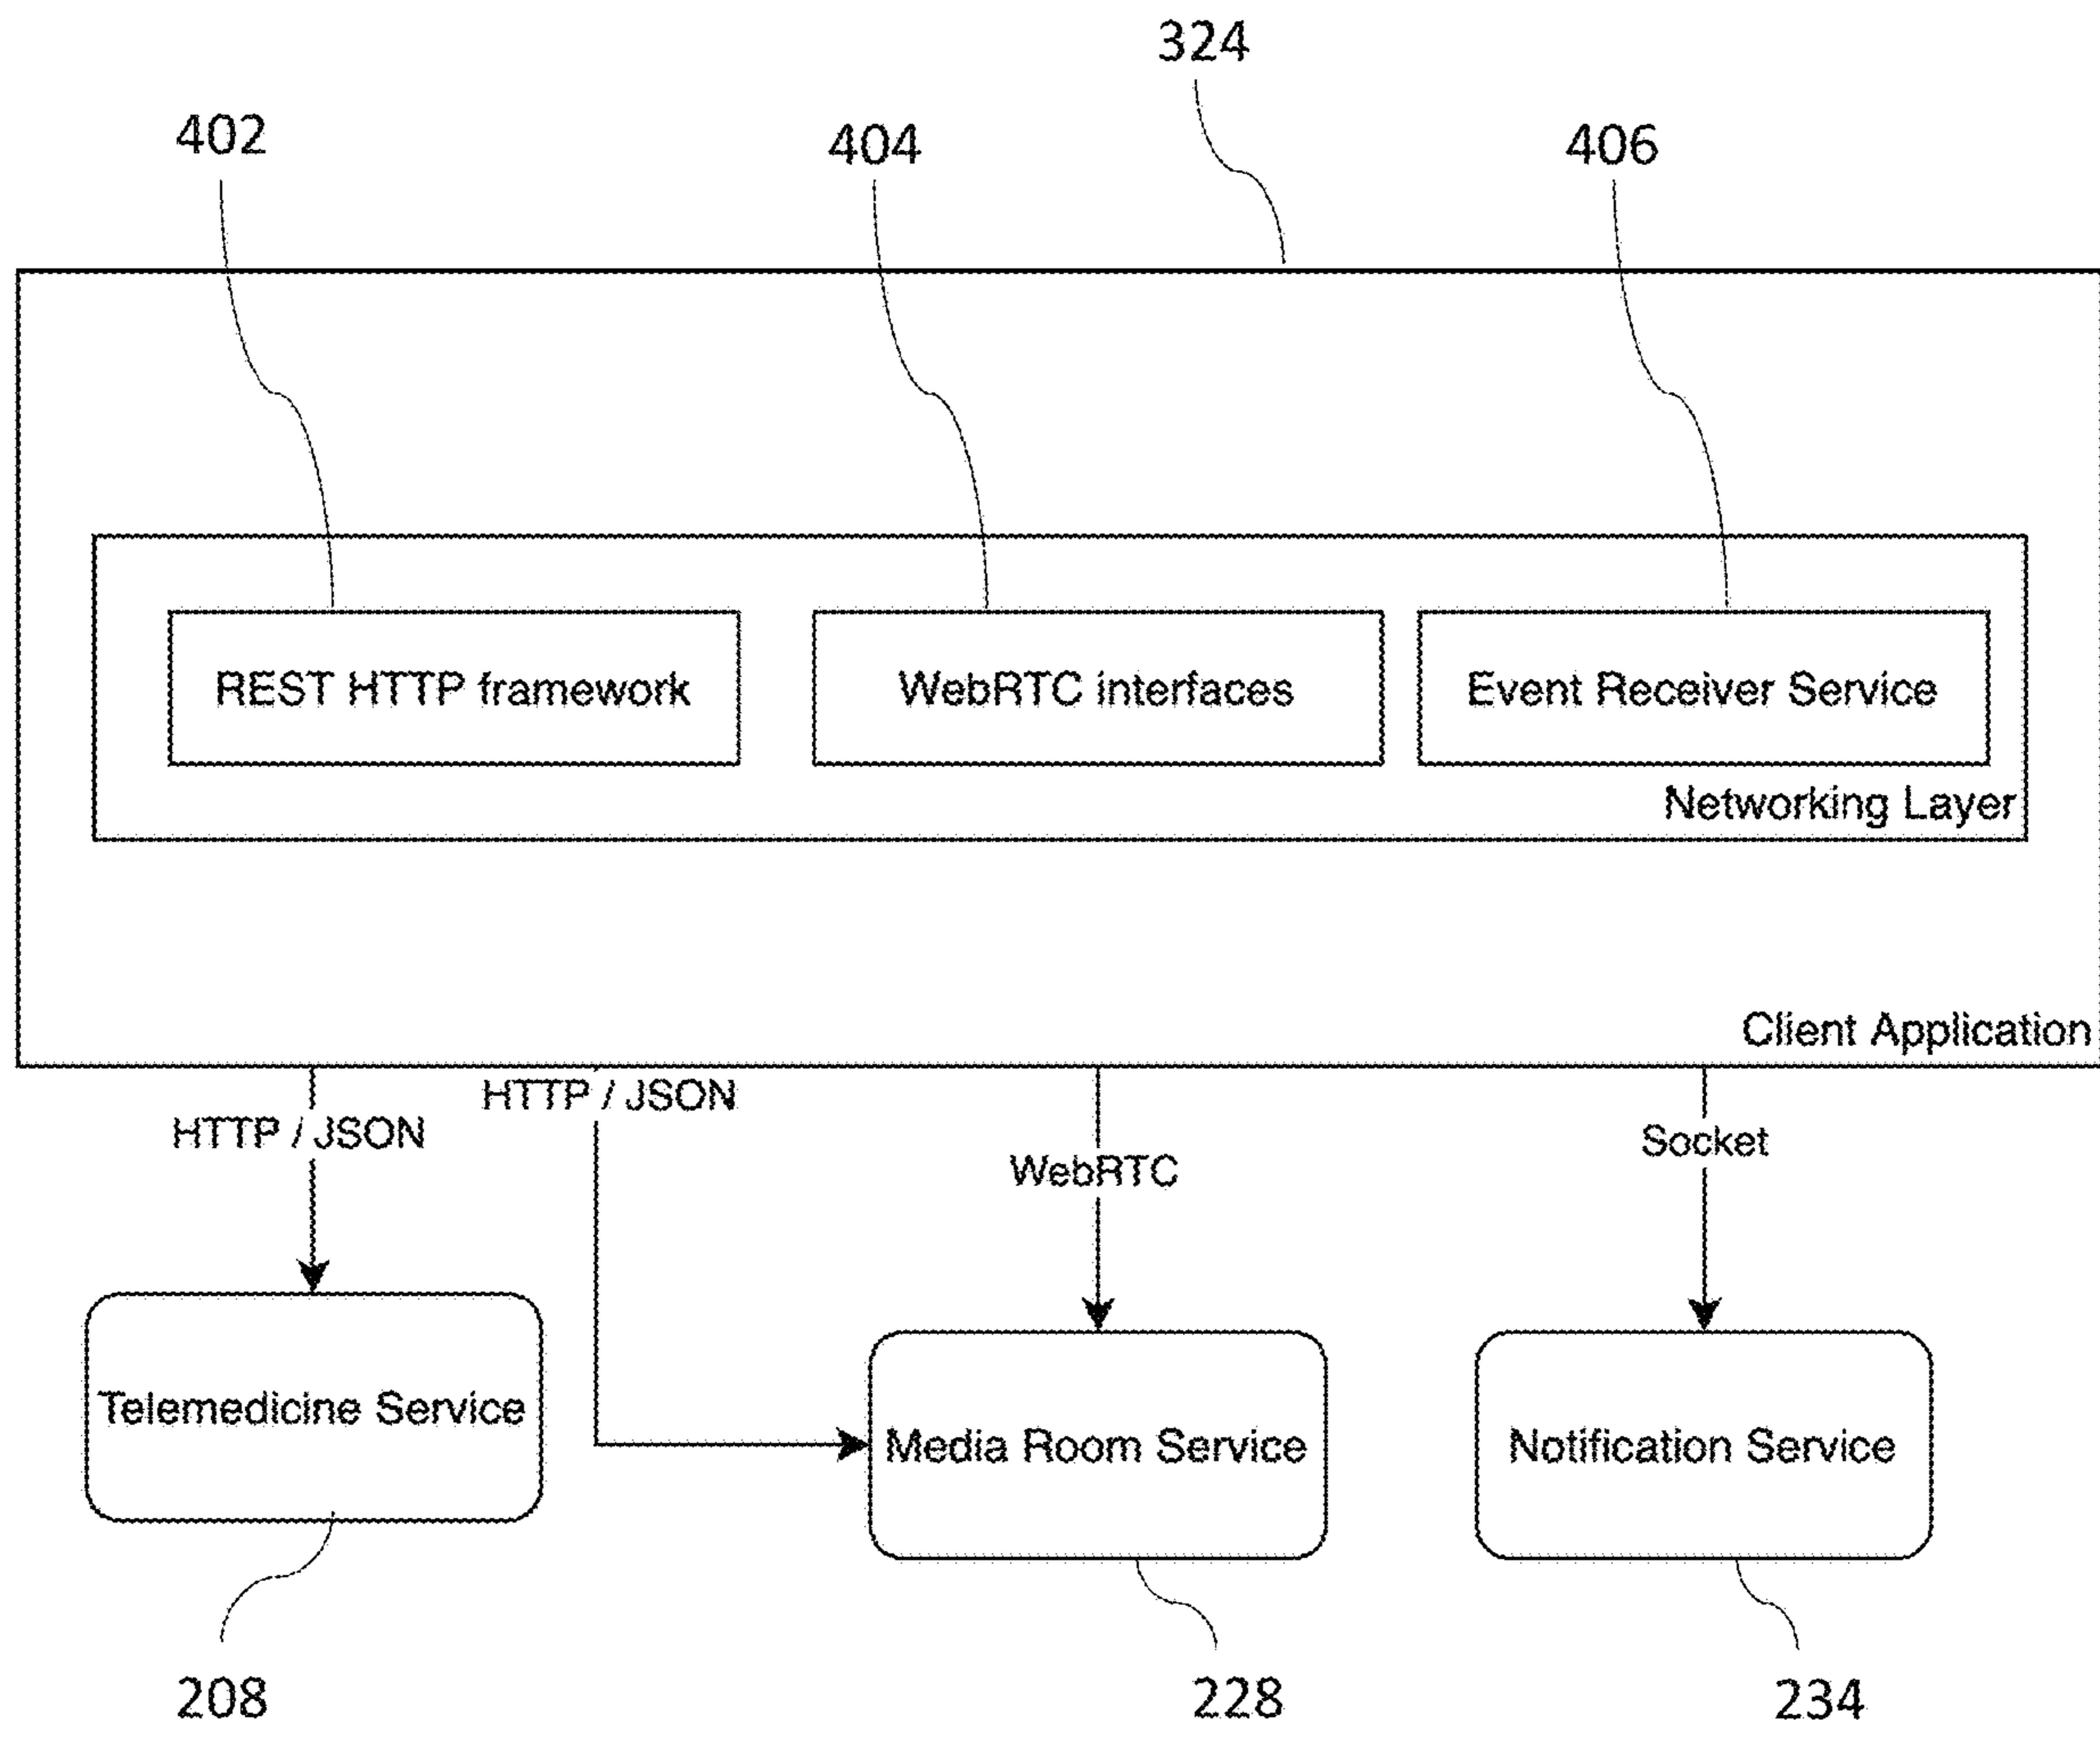 324
402
404
406
REST HTTP framework
WebRTC interfaces
Event Receiver Service
Networking Layer
Client Application
HTTP / JSON
HTTP / JSON
WebRTC
Socket
Telemedicine Service
Media Room Service
Notification Service
208
228
234